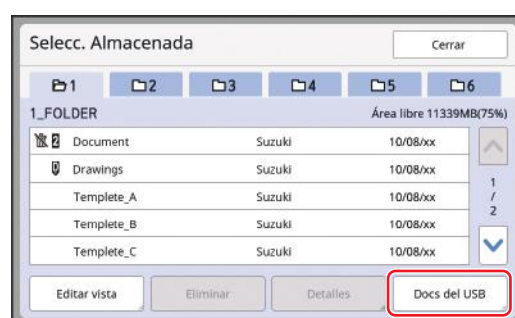 Selecc. Almacenada Cerrar
1 2 3 4 5 6
1_FOLDER Área libre 11339MB(75%)
2 Document Suzuki 10/08/xx
Drawings Suzuki 10/08/xx
Templete_A Suzuki 10/08/xx
Templete_B Suzuki 10/08/xx
Templete_C Suzuki 10/08/xx
1
/
2
Editar vista Eliminar Detalles Docs del USB